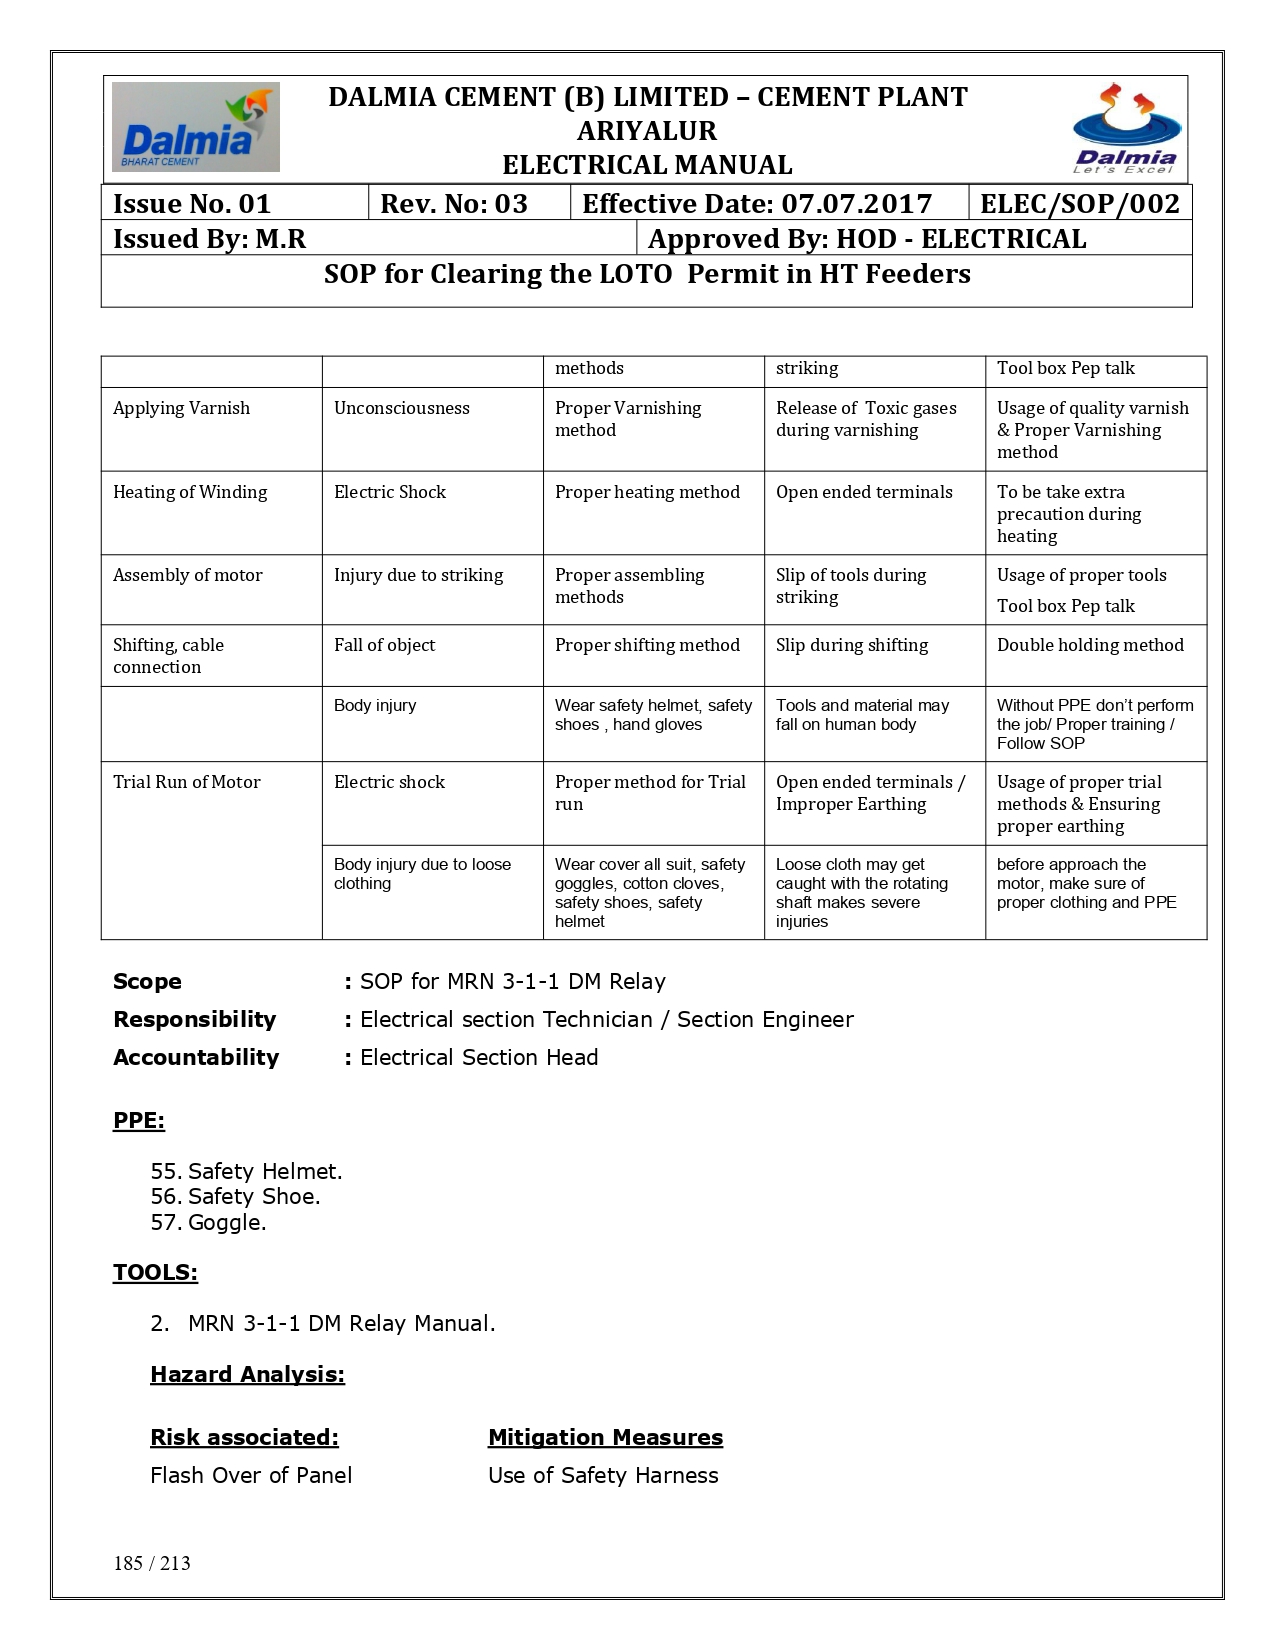 Dalmia
BHARAT CEMENT
DALMIA CEMENT (B) LIMITED – CEMENT PLANT
ARIYALUR
ELECTRICAL MANUAL
Dalmia
Let's Excel
Issue No. 01 Rev. No: 03 Effective Date: 07.07.2017 ELEC/SOP/002
Issued By: M.R Approved By: HOD - ELECTRICAL
SOP for Clearing the LOTO Permit in HT Feeders
methods striking Tool box Pep talk
Applying Varnish Unconsciousness Proper Varnishing Release of Toxic gases Usage of quality varnish
method during varnishing & Proper Varnishing
method
Heating of Winding Electric Shock Proper heating method Open ended terminals To be take extra
precaution during
heating
Assembly of motor Injury due to striking Proper assembling Slip of tools during Usage of proper tools
methods striking Tool box Pep talk
Shifting, cable Fall of object Proper shifting method Slip during shifting Double holding method
connection
Body injury Wear safety helmet, safety Tools and material may Without PPE don’t perform
shoes , hand gloves fall on human body the job/ Proper training /
Follow SOP
Trial Run of Motor Electric shock Proper method for Trial Open ended terminals / Usage of proper trial
run Improper Earthing methods & Ensuring
proper earthing
Body injury due to loose Wear cover all suit, safety Loose cloth may get before approach the
clothing goggles, cotton cloves, caught with the rotating motor, make sure of
safety shoes, safety shaft makes severe proper clothing and PPE
helmet injuries
Scope : SOP for MRN 3-1-1 DM Relay
Responsibility : Electrical section Technician / Section Engineer
Accountability : Electrical Section Head
PPE:
55. Safety Helmet.
56. Safety Shoe.
57. Goggle.
TOOLS:
2. MRN 3-1-1 DM Relay Manual.
Hazard Analysis:
Risk associated: Mitigation Measures
Flash Over of Panel Use of Safety Harness
185 / 213